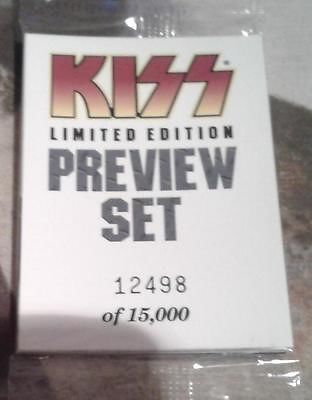 KISS
LIMITED EDITION
PREVIEW
SET
12498
of 15,000